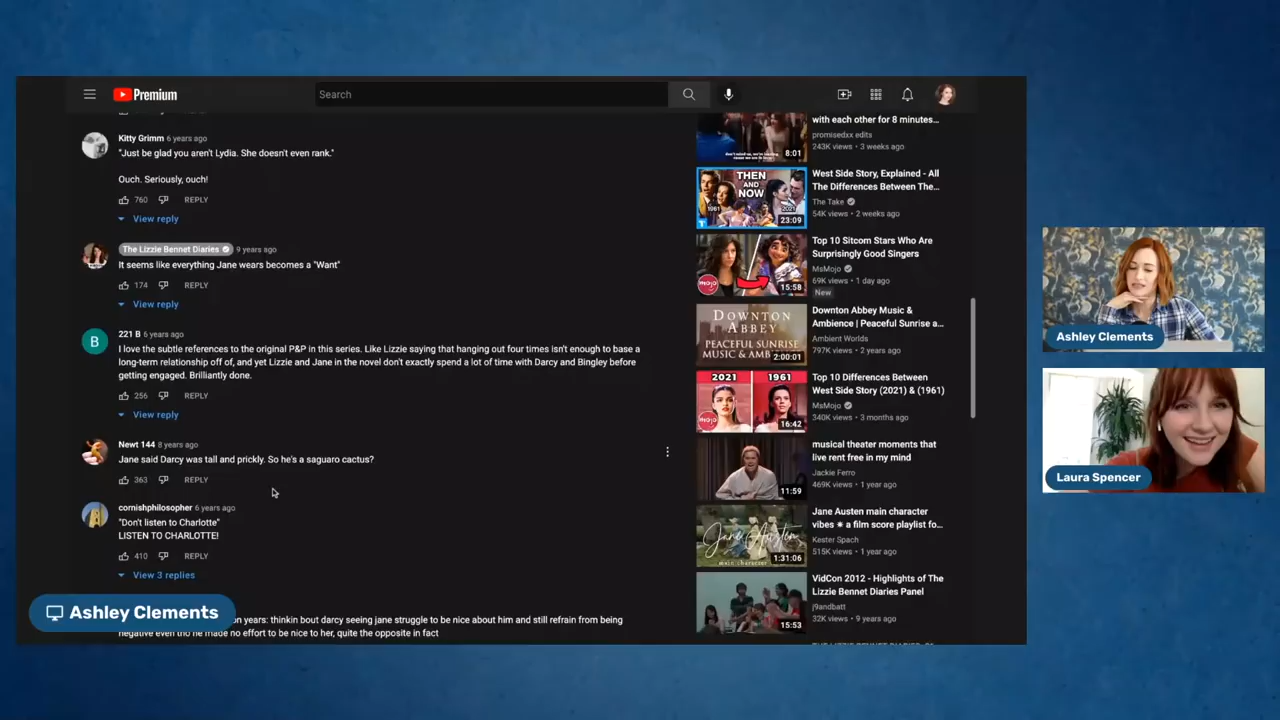 Premium
Search
Kitty Grimm 6 years ago
"Just be glad you aren't Lydia. She doesn't even rank."
Ouch. Seriously, ouch!
760
REPLY
View reply
The Lizzie Bennet Diaries 9 years ago
It seems like everything Jane wears becomes a "Want"
174
REPLY
View reply
B
221 B 6 years ago
I love the subtle references to the original P&P in this series. Like Lizzie saying that hanging out four times isn't enough to base a
long-term relationship off of, and yet Lizzie and Jane in the novel don't exactly spend a lot of time with Darcy and Bingley before
getting engaged. Brilliantly done.
256
REPLY
View reply
Newt 144 8 years ago
Jane said Darcy was tall and prickly. So he's a saguaro cactus?
363
REPLY
cornishphilosopher 6 years ago
"Don't listen to Charlotte"
LISTEN TO CHARLOTTE!
410
REPLY
View 3 replies
on years: thinkin bout darcy seeing jane struggle to be nice about him and still refrain from being
negative even tho he made no effort to be nice to her, quite the opposite in fact
Ashley Clements
8:01
with each other for 8 minutes...
promisedxx edits
243K views • 3 weeks ago
THEN
AND
NOW
1961
2021
23:09
West Side Story, Explained - All
The Differences Between The...
The Take
54K views • 2 weeks ago
mojo
15:58
Top 10 Sitcom Stars Who Are
Surprisingly Good Singers
MsMojo
69K views • 1 day ago
New
DOWNTON
ABBEY
PEACEFUL SUNRISE
MUSIC & AMB
2:00:01
Downton Abbey Music &
Ambience | Peaceful Sunrise a...
Ambient Worlds
797K views • 2 years ago
2021
1961
mojo
16:42
Top 10 Differences Between
West Side Story (2021) & (1961)
MsMojo
340K views • 3 months ago
11:59
musical theater moments that
live rent free in my mind
Jackie Ferro
469K views • 1 year ago
Jane Austen
main character
1:31:06
Jane Austen main character
vibes ✷ a film score playlist fo...
Kester Spach
515K views • 1 year ago
15:53
VidCon 2012 - Highlights of The
Lizzie Bennet Diaries Panel
j9andbatt
32K views • 9 years ago
Ashley Clements
Laura Spencer